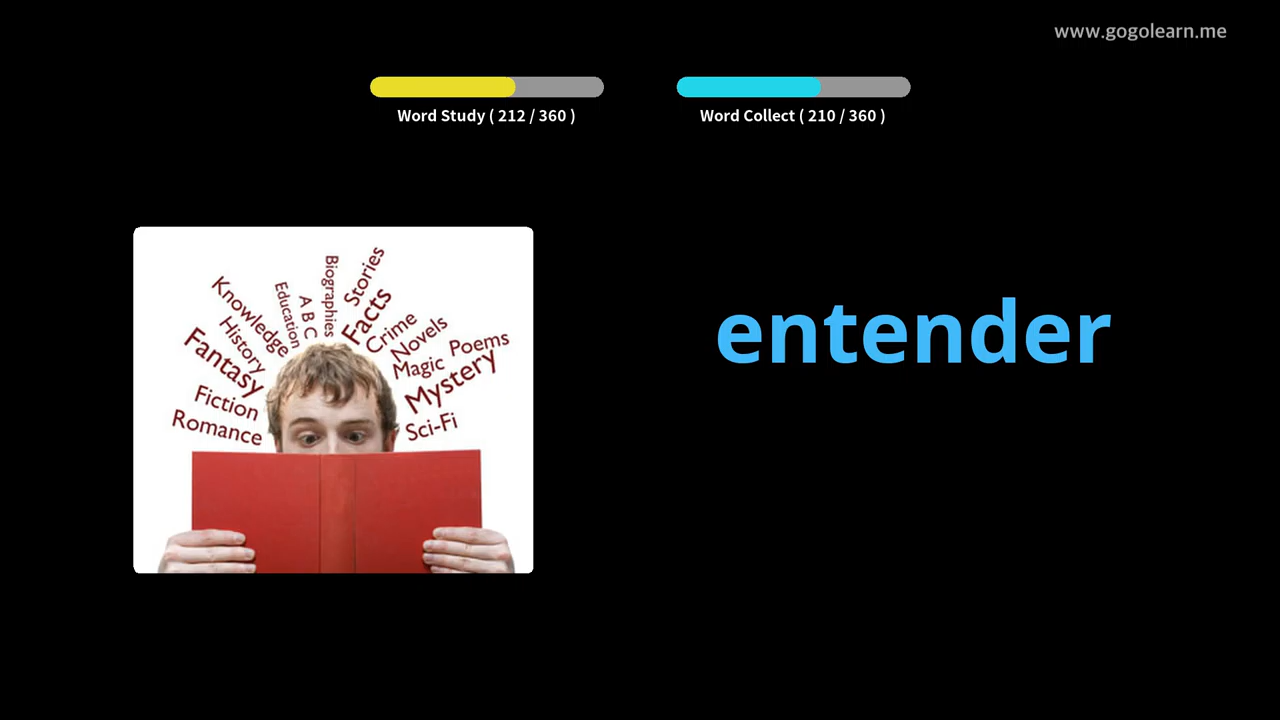 www.gogolearn.me
Word Study ( 212 / 360 )
Word Collect ( 210 / 360 )
Biographies
Stories
Education
A B C
Facts
Knowledge
Crime
History
Novels
Fantasy
Magic
Poems
Mystery
Fiction
Romance
Sci-Fi
entender